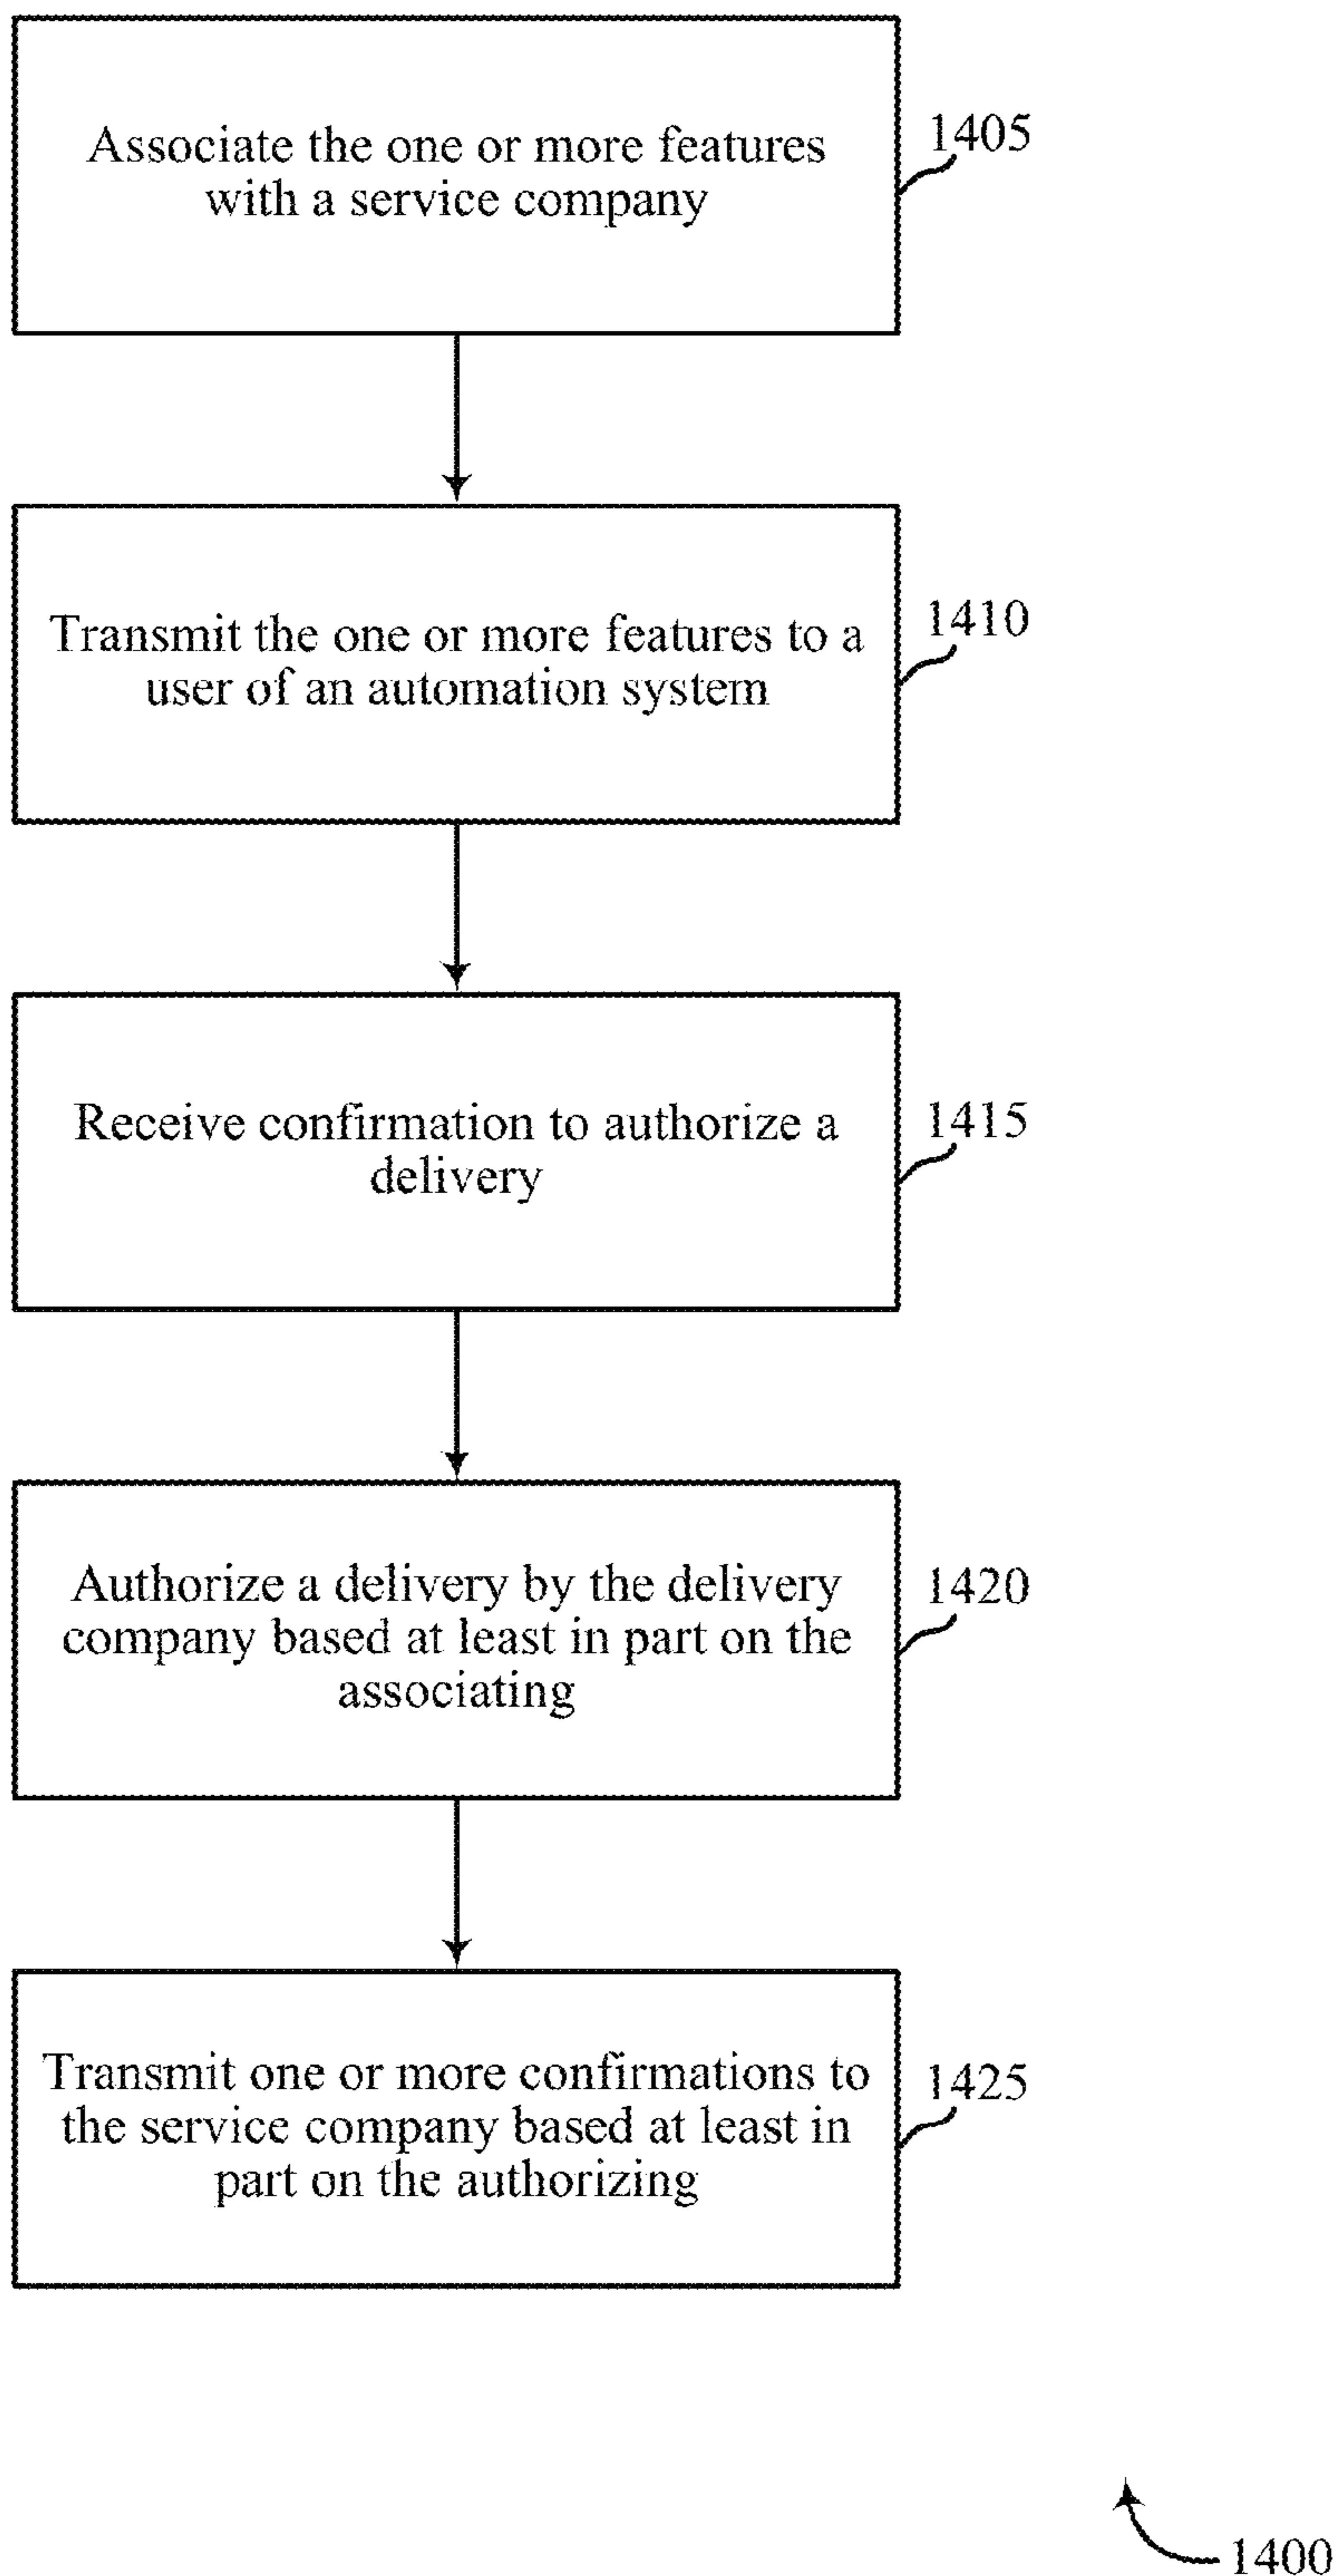 Associate the one or more features
with a service company
1405
Transmit the one or more features to a
user of an automation system
1410
Receive confirmation to authorize a
delivery
1415
Authorize a delivery by the delivery
company based at least in part on the
associating
1420
Transmit one or more confirmations to
the service company based at least in
part on the authorizing
1425
1400